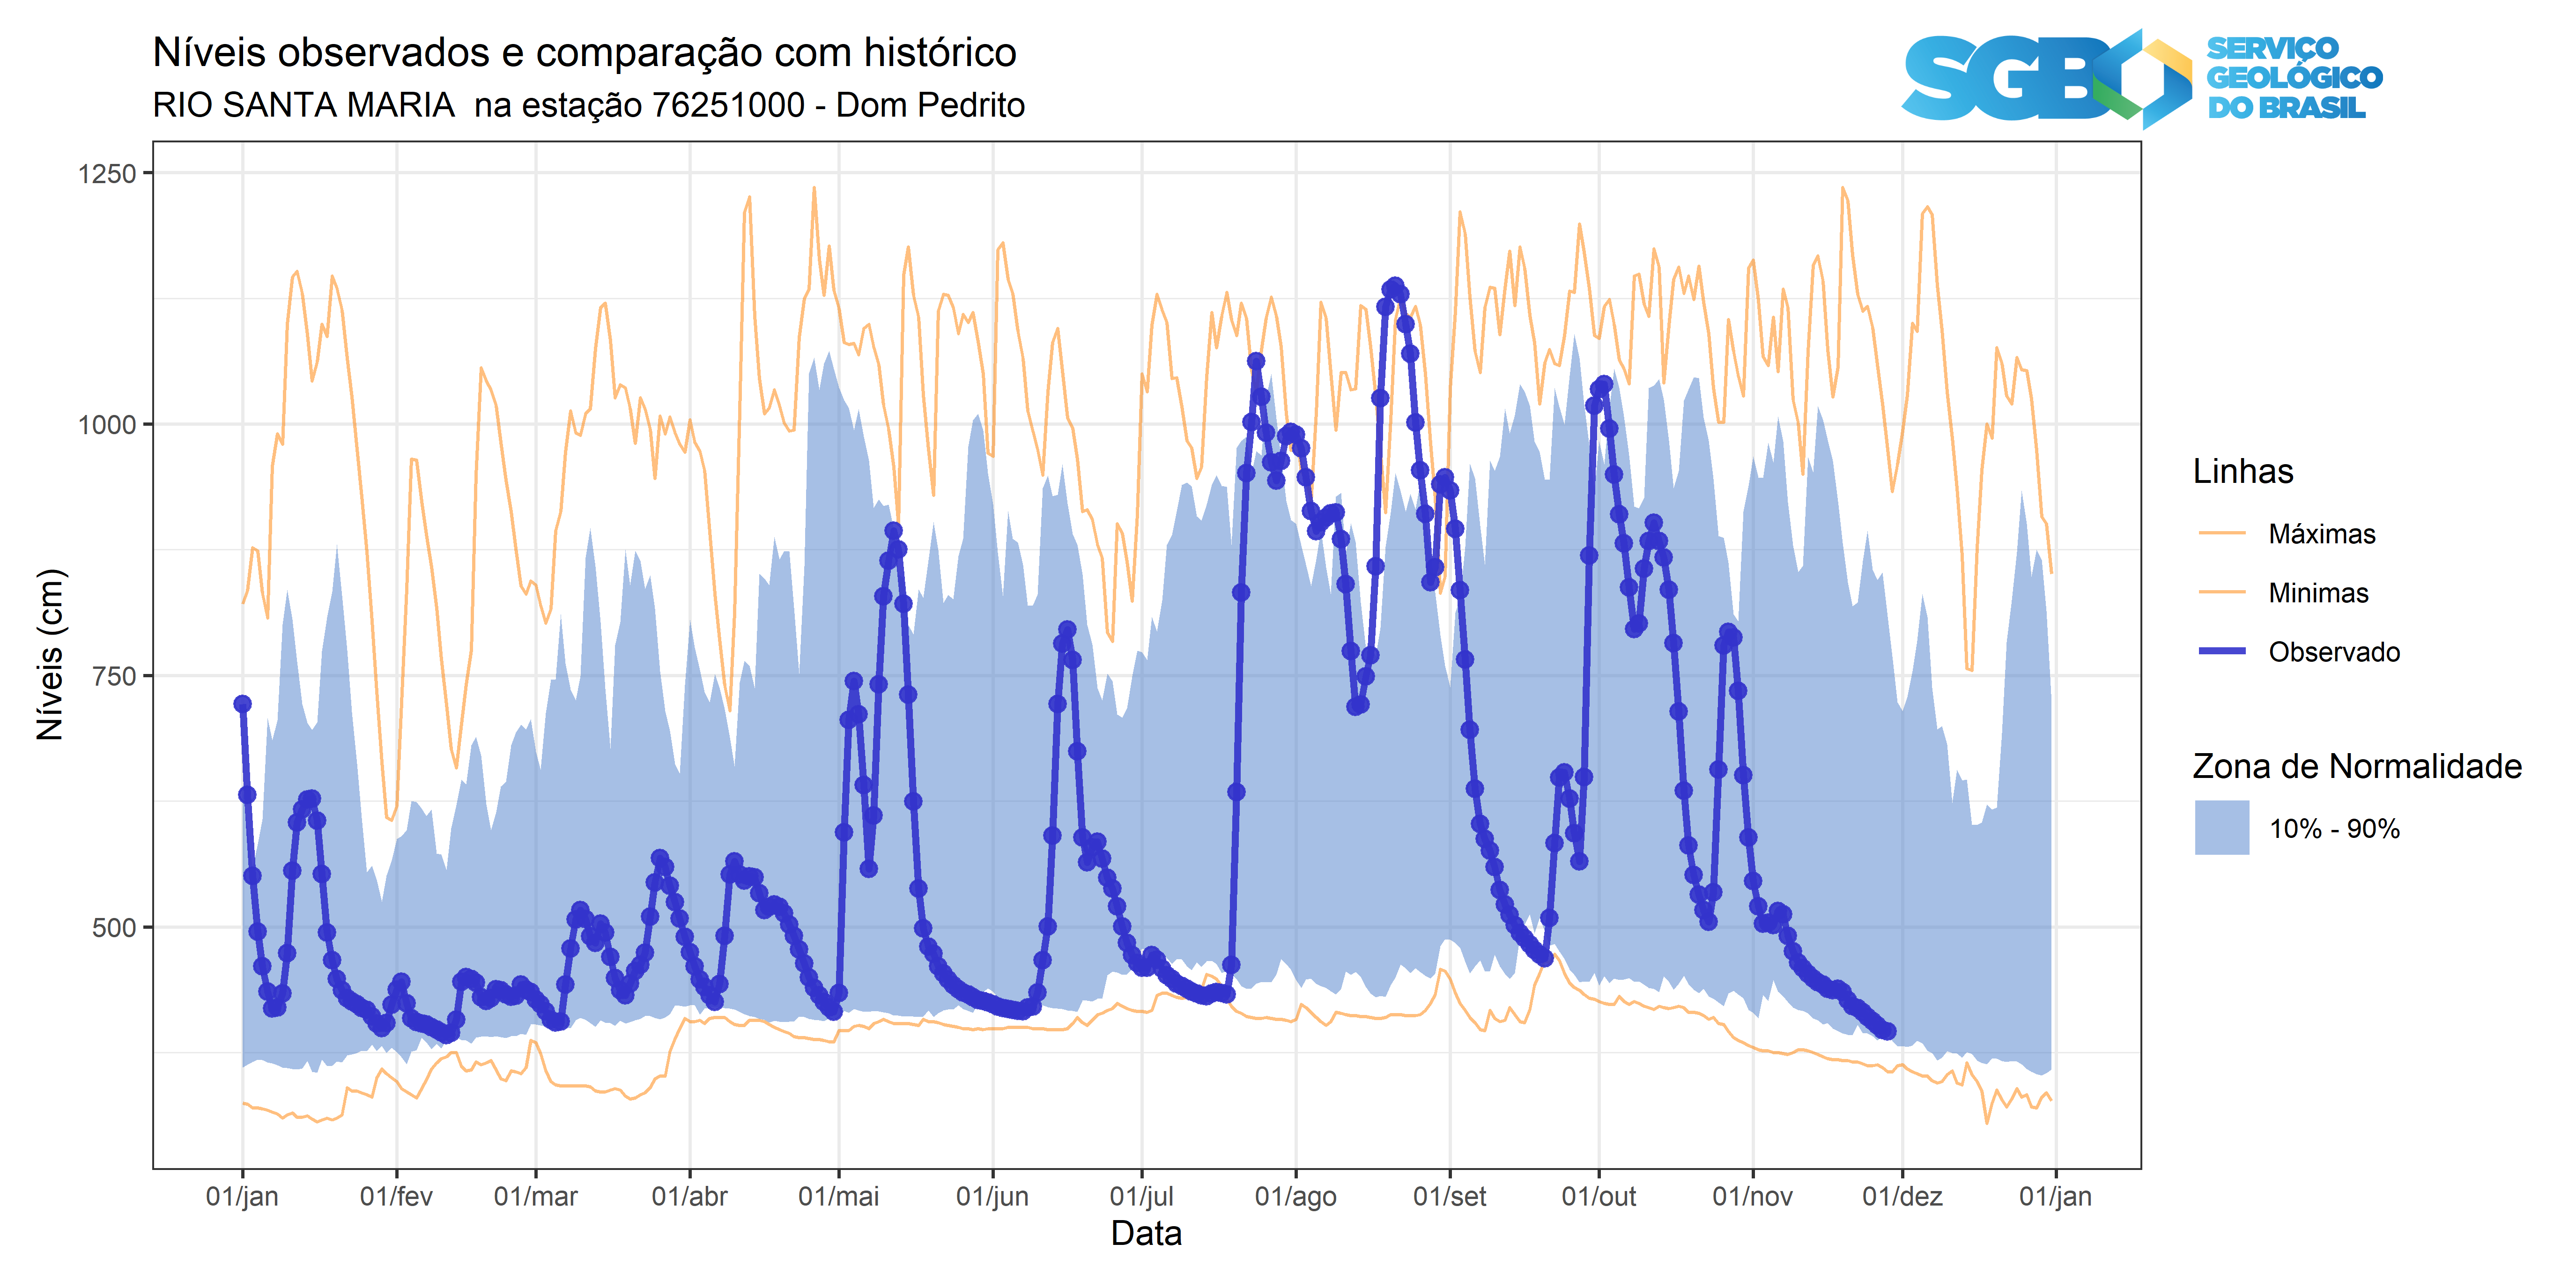 Níveis observados e comparação com histórico
RIO SANTA MARIA  na estação 76251000 - Dom Pedrito
SGB
SERVIÇO
GEOLÓGICO
DO BRASIL
1250
1000
750
500
Níveis (cm)
01/jan 01/fev 01/mar 01/abr 01/mai 01/jun 01/jul 01/ago 01/set 01/out 01/nov 01/dez 01/jan
Data
Linhas
Máximas
Minimas
Observado
Zona de Normalidade
10% - 90%